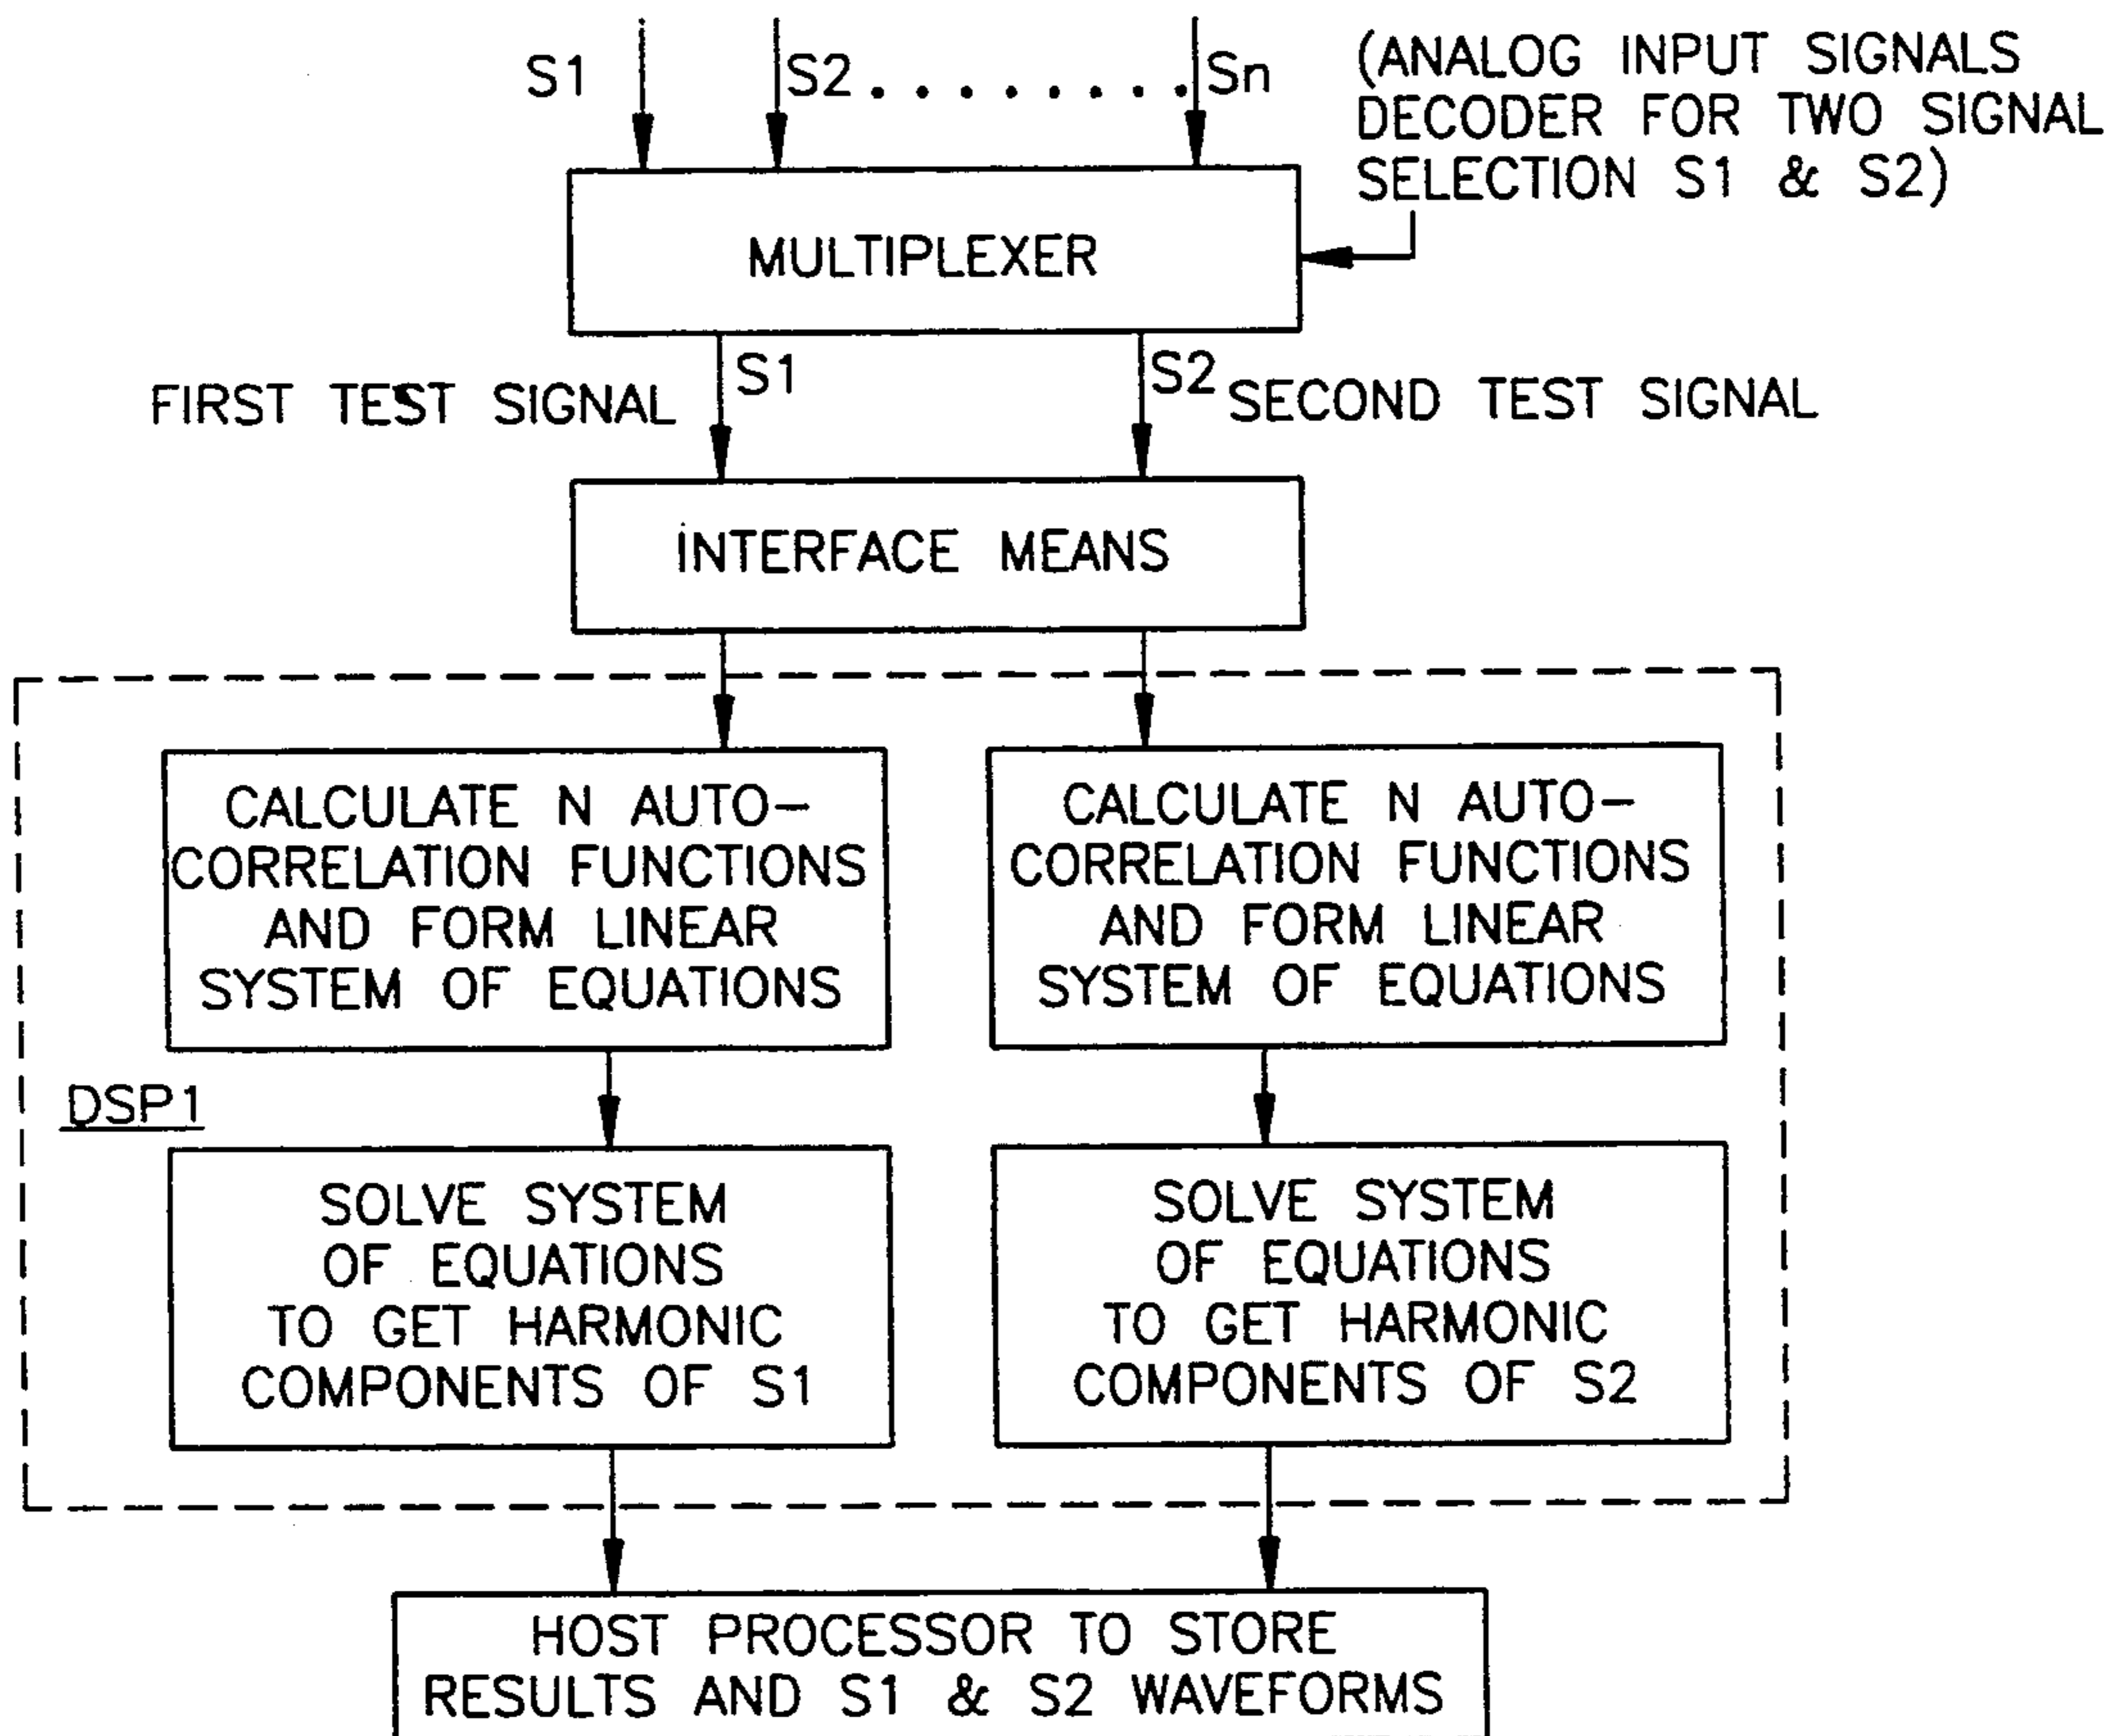 S1 S2 . . . . . . . . Sn
(ANALOG INPUT SIGNALS
DECODER FOR TWO SIGNAL
SELECTION S1 & S2)
MULTIPLEXER
S1
S2
FIRST TEST SIGNAL
SECOND TEST SIGNAL
INTERFACE MEANS
CALCULATE N AUTO-
CORRELATION FUNCTIONS
AND FORM LINEAR
SYSTEM OF EQUATIONS
CALCULATE N AUTO-
CORRELATION FUNCTIONS
AND FORM LINEAR
SYSTEM OF EQUATIONS
DSP1
SOLVE SYSTEM
OF EQUATIONS
TO GET HARMONIC
COMPONENTS OF S1
SOLVE SYSTEM
OF EQUATIONS
TO GET HARMONIC
COMPONENTS OF S2
HOST PROCESSOR TO STORE
RESULTS AND S1 & S2 WAVEFORMS